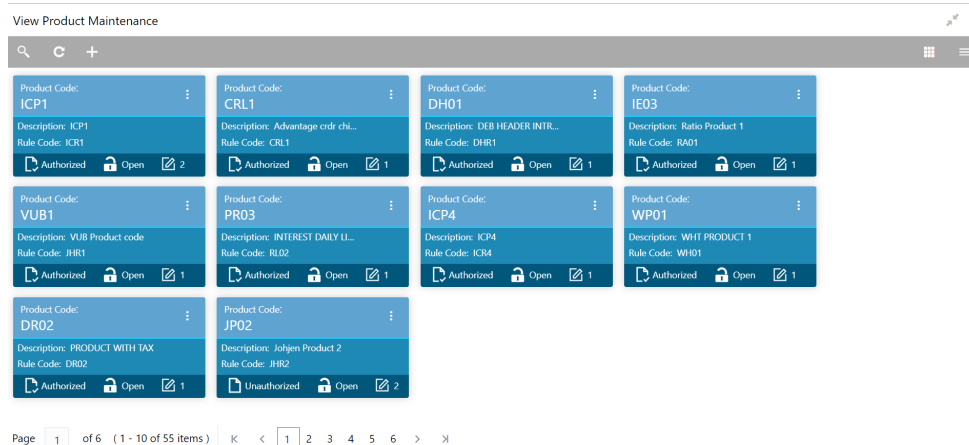 View Product Maintenance
Product Code: Product Code: Product Code: Product Code:
ICP1 CRL1 DH01 IE03
Description: ICP1 Description: Advantage crdr chi... Description: DEB HEADER INTR... Description: Ratio Product 1
Rule Code: ICR1 Rule Code: CRL1 Rule Code: DHR1 Rule Code: RA01
Authorized Open 2 Authorized Open 1 Authorized Open 1 Authorized Open 1
Product Code: Product Code: Product Code: Product Code:
VUB1 PR03 ICP4 WP01
Description: VUB Product code Description: INTEREST DAILY LI... Description: ICP4 Description: WHT PRODUCT 1
Rule Code: JHR1 Rule Code: RL02 Rule Code: ICR4 Rule Code: WH01
Authorized Open 1 Authorized Open 1 Authorized Open 1 Authorized Open 1
Product Code: Product Code:
DR02 JP02
Description: PRODUCT WITH TAX Description: Johjen Product 2
Rule Code: DR02 Rule Code: JHR2
Authorized Open 1 Unauthorized Open 2
Page 1 of 6 (1 - 10 of 55 items) 1 2 3 4 5 6